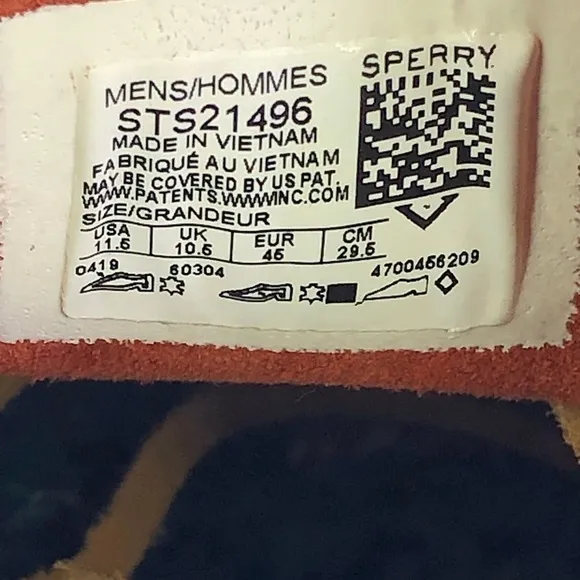 SPERRY
MENS/HOMMES
STS21496
MADE IN VIETNAM
FABRIQUÉ AU VIETNAM
MAY BE COVERED BY US PAT.
WWW.PATENTS.WWWINC.COM
SIZE/GRANDEUR
USA UK EUR CM
11.5 10.5 45 29.5
0419 60304 4700456209